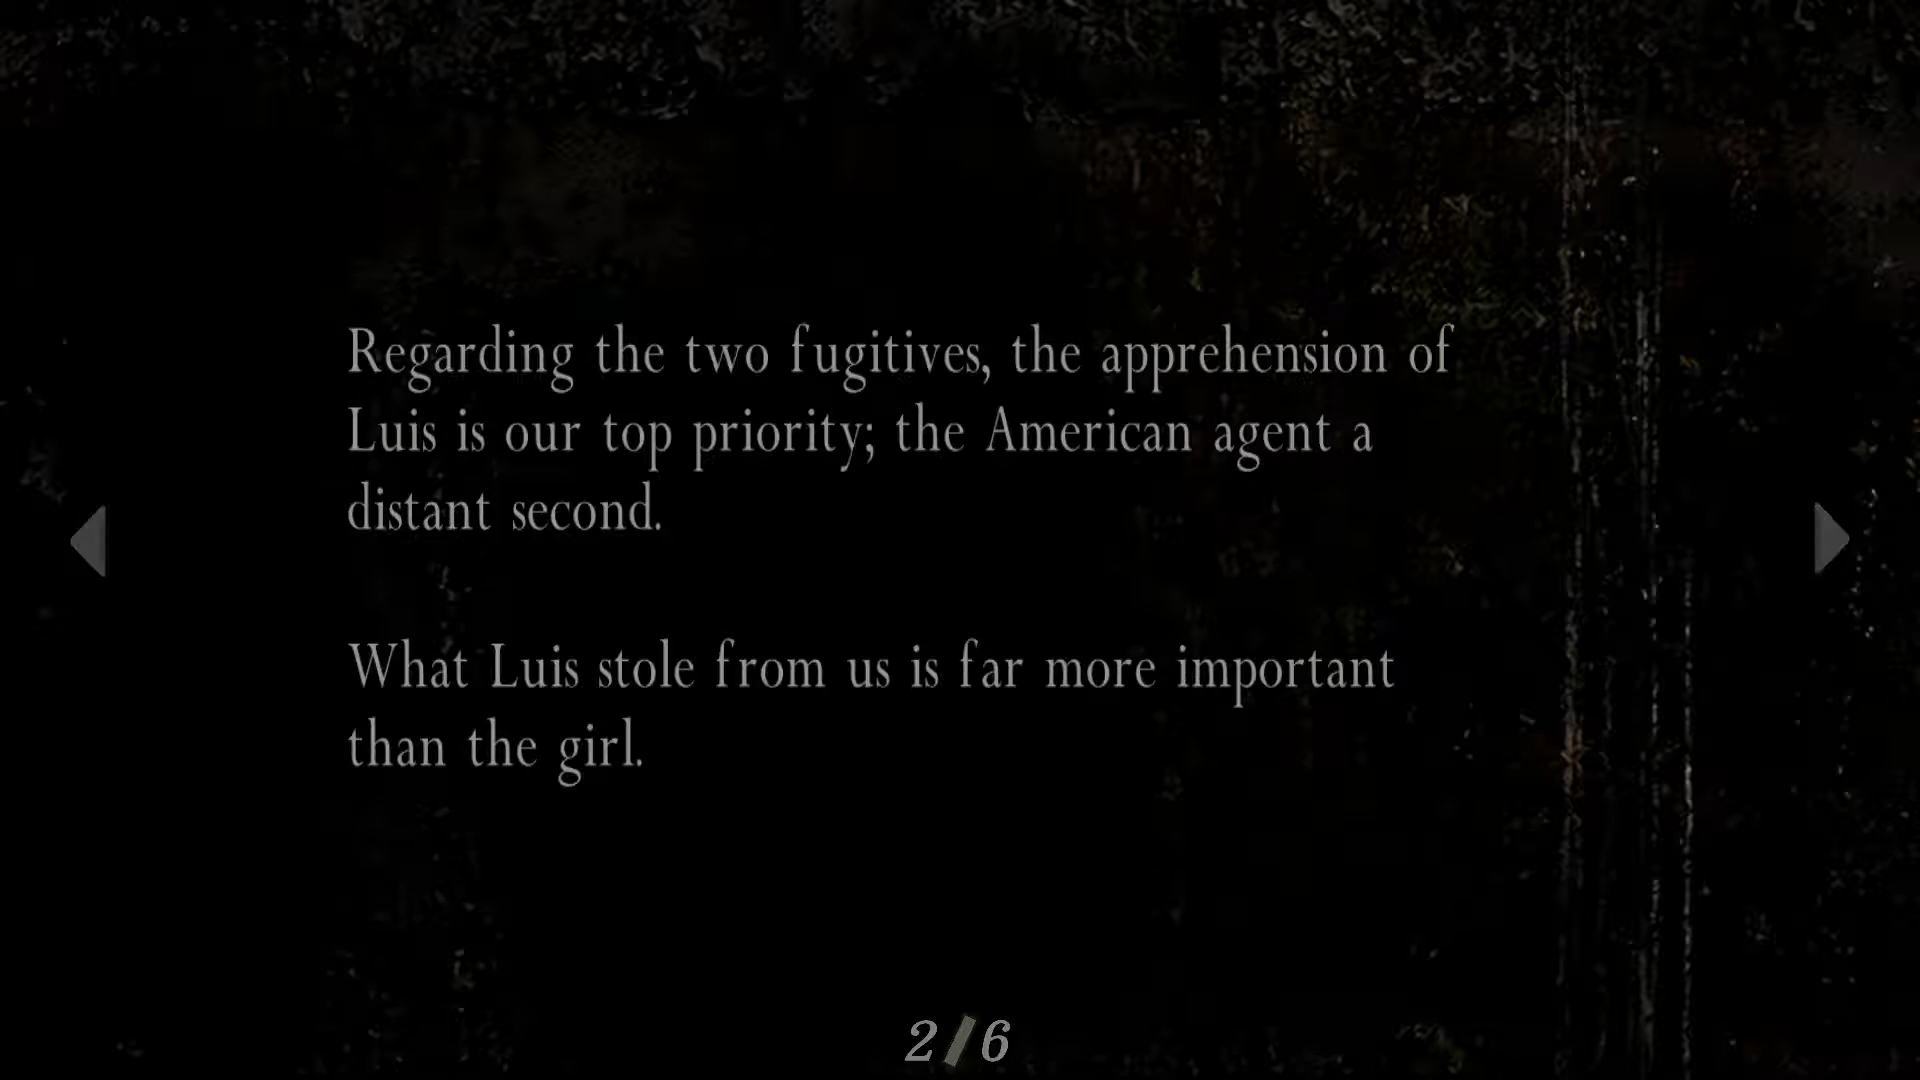 Regarding the two fugitives, the apprehension of
Luis is our top priority; the American agent a
distant second.
What Luis stole from us is far more important
than the girl.
2/6